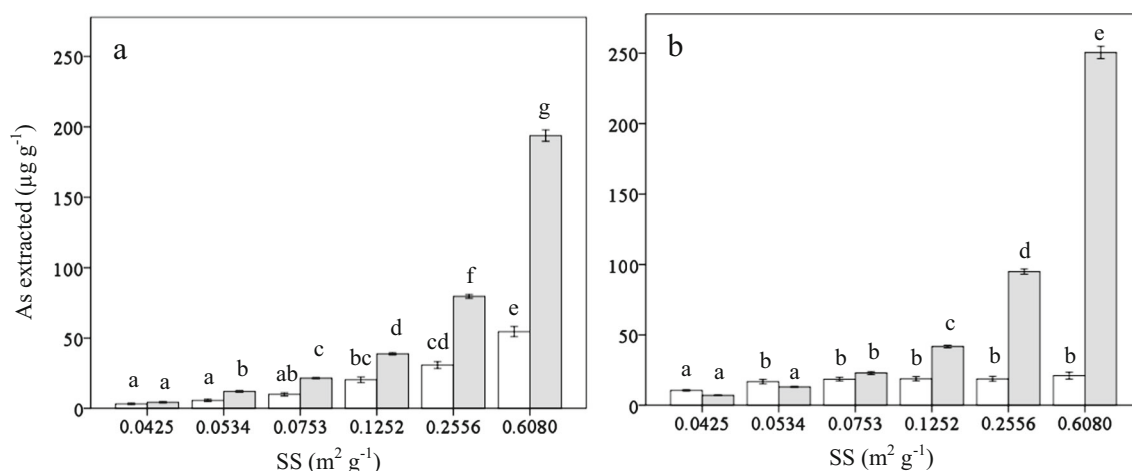 a
As extracted (µg g⁻¹)
250
200
150
100
50
0
a a a b ab c bc d cd f e g
0.0425 0.0534 0.0753 0.1252 0.2556 0.6080
SS (m² g⁻¹)
b
250
200
150
100
50
0
a a b a b b b c b d b e
0.0425 0.0534 0.0753 0.1252 0.2556 0.6080
SS (m² g⁻¹)